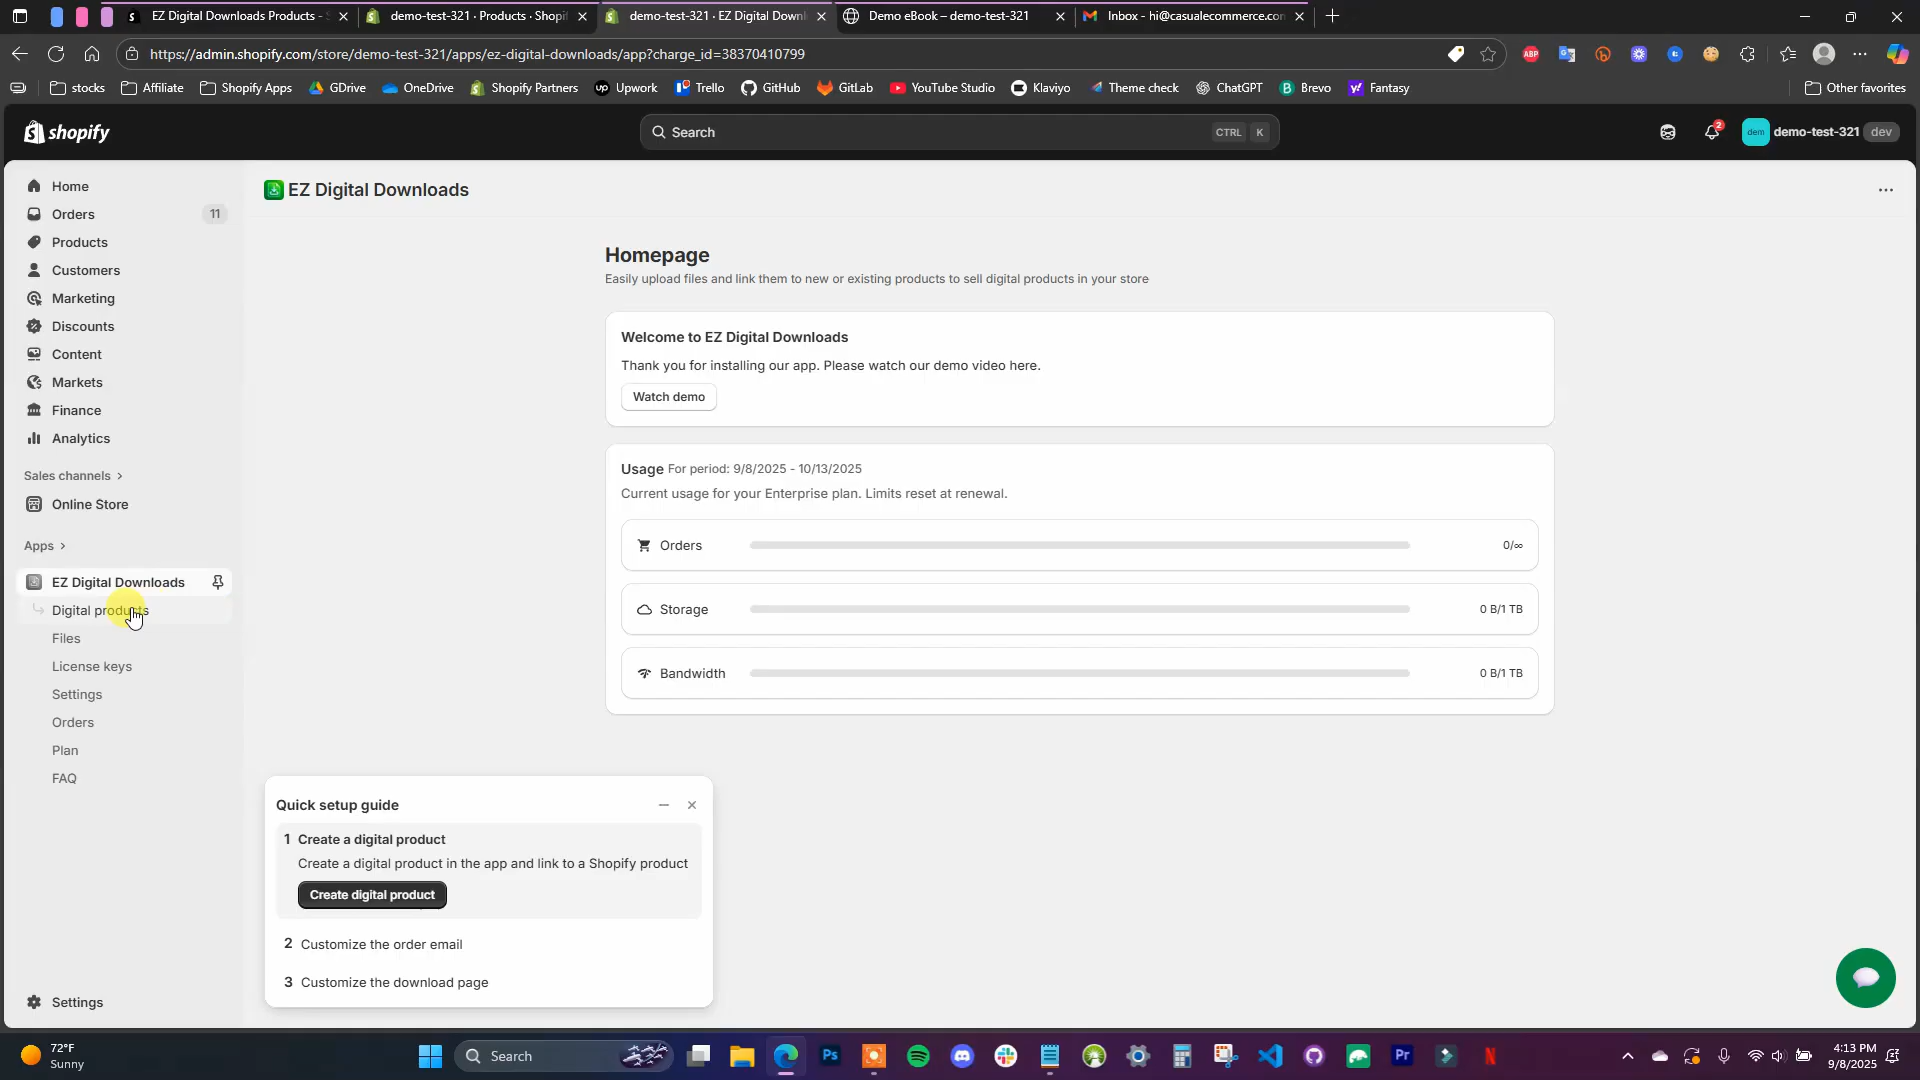 EZ Digital Downloads Products - S
demo-test-321 · Products · Shopif
demo-test-321 · EZ Digital Down
Demo eBook – demo-test-321
Inbox - hi@casualecommerce.con
https://admin.shopify.com/store/demo-test-321/apps/ez-digital-downloads/app?charge_id=38370410799
stocks
Affiliate
Shopify Apps
GDrive
OneDrive
Shopify Partners
Upwork
Trello
GitHub
GitLab
YouTube Studio
Klaviyo
Theme check
ChatGPT
Brevo
Fantasy
Other favorites
shopify
Search
CTRL K
2
dem
demo-test-321 dev
Home
Orders 11
Products
Customers
Marketing
Discounts
Content
Markets
Finance
Analytics
Sales channels
Online Store
Apps
EZ Digital Downloads
Digital products
Files
License keys
Settings
Orders
Plan
FAQ
Settings
EZ Digital Downloads
Homepage
Easily upload files and link them to new or existing products to sell digital products in your store
Welcome to EZ Digital Downloads
Thank you for installing our app. Please watch our demo video here.
Watch demo
Usage For period: 9/8/2025 - 10/13/2025
Current usage for your Enterprise plan. Limits reset at renewal.
Orders 0/∞
Storage 0 B/1 TB
Bandwidth 0 B/1 TB
Quick setup guide
1 Create a digital product
Create a digital product in the app and link to a Shopify product
Create digital product
2 Customize the order email
3 Customize the download page
72°F
Sunny
Search
4:13 PM
9/8/2025